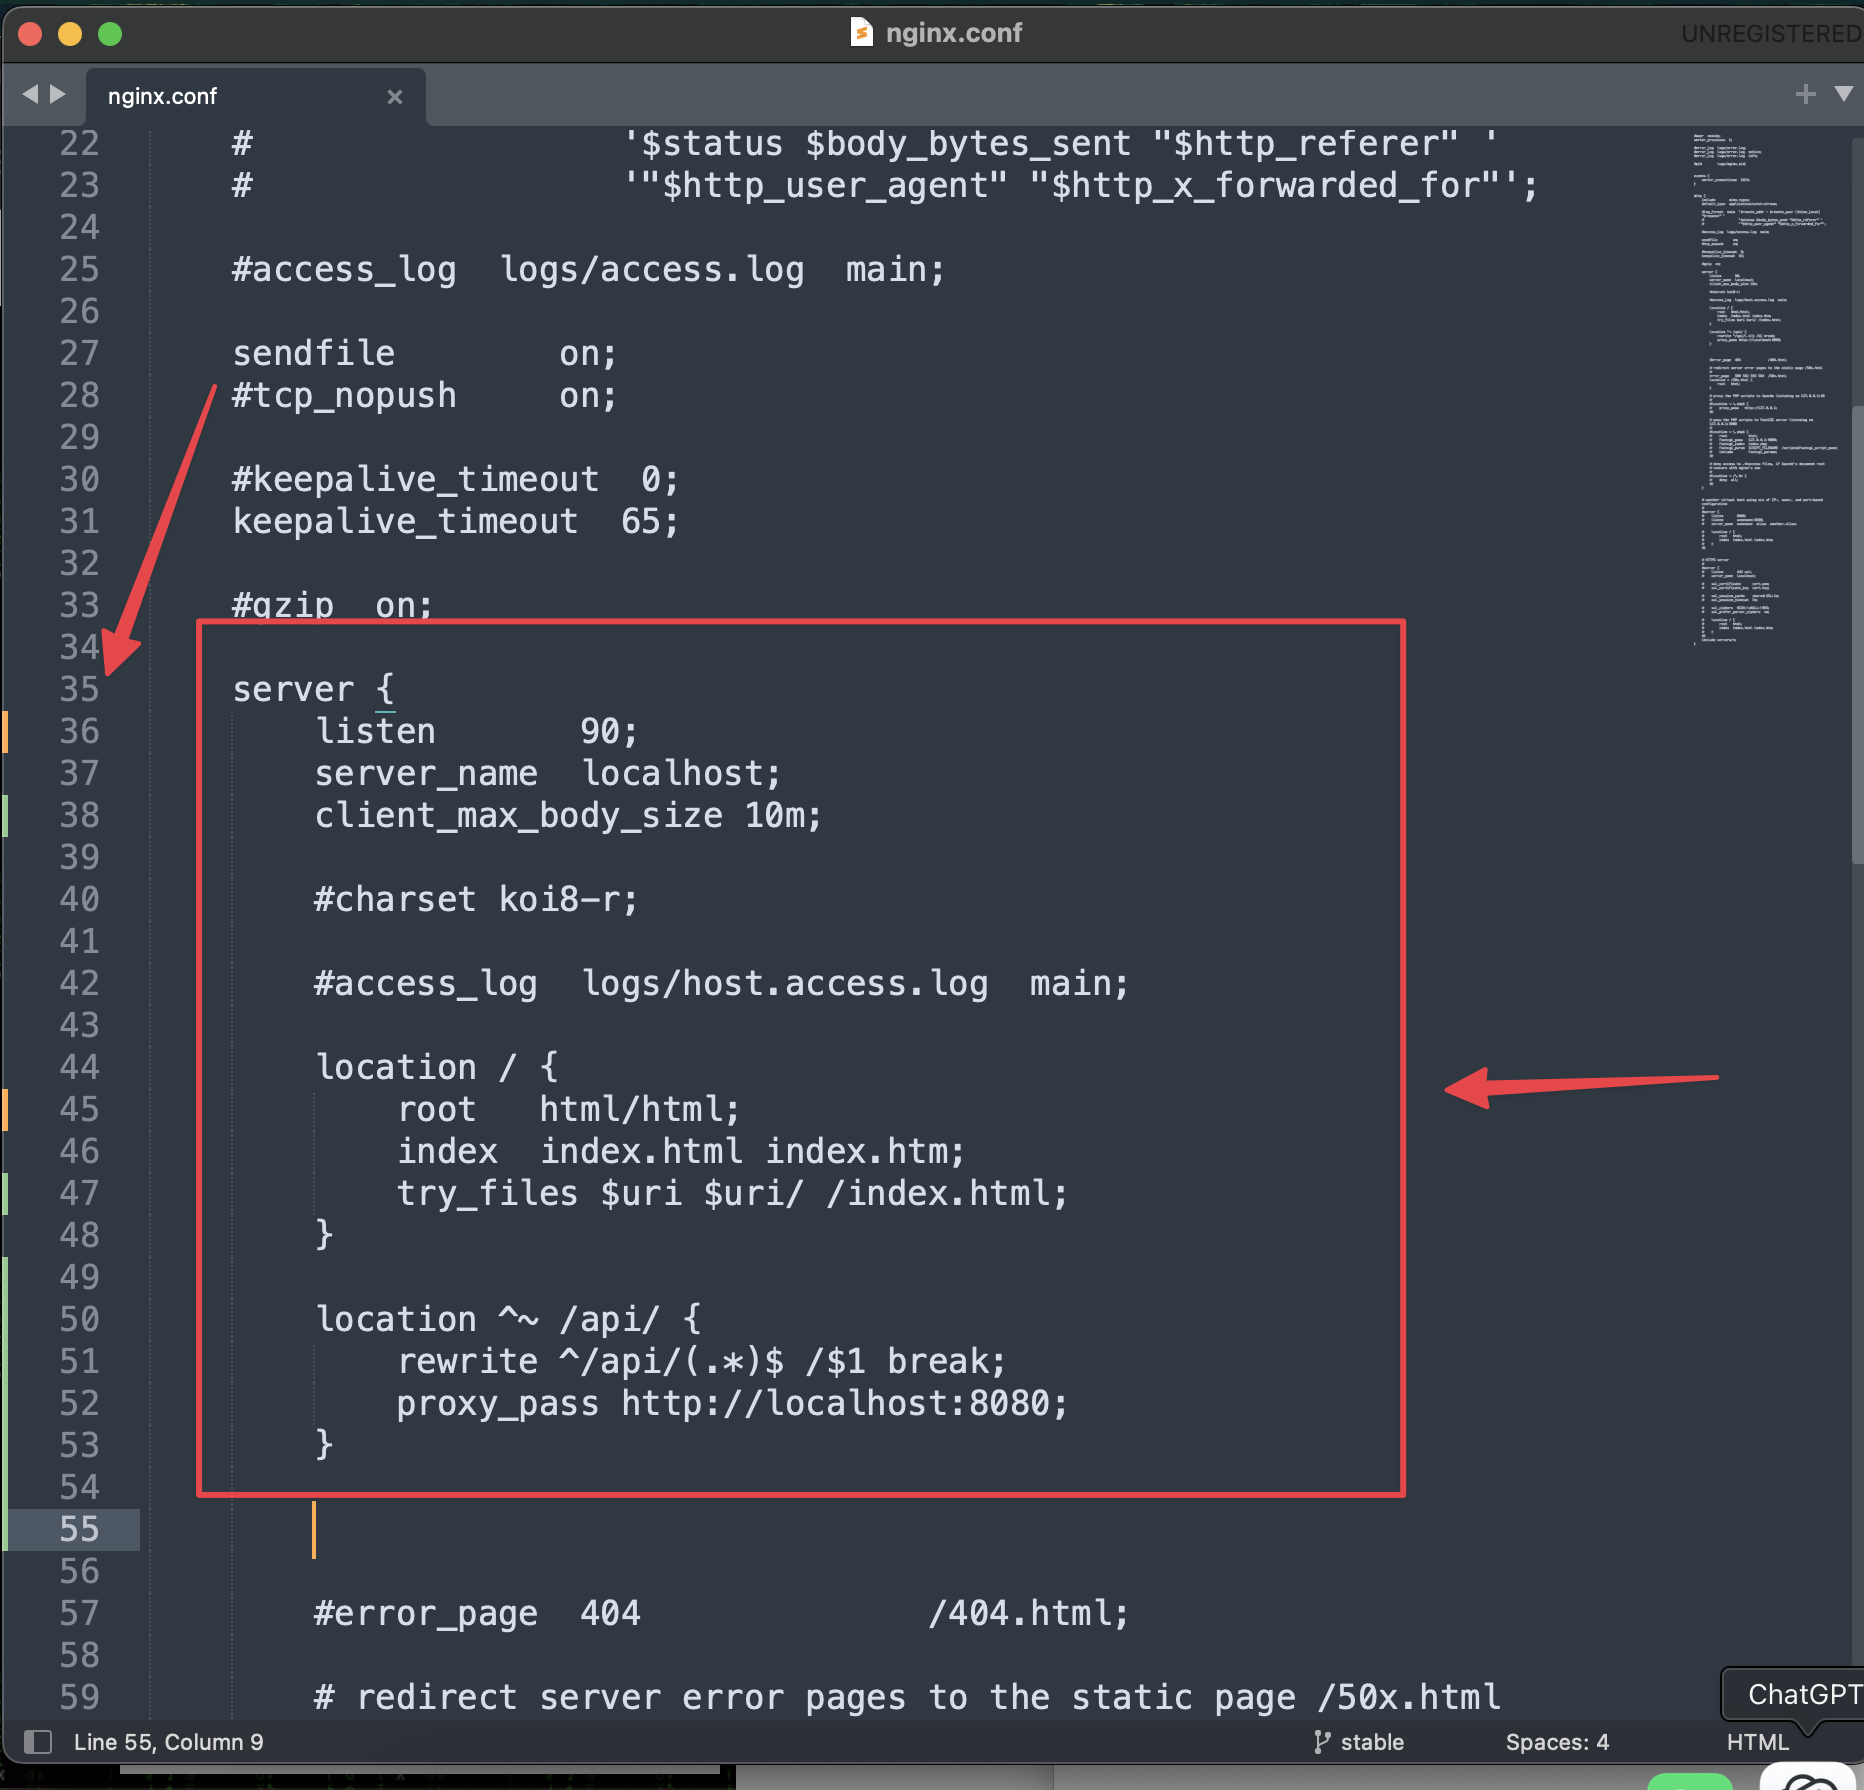 nginx.conf
UNREGISTERED
nginx.conf
22 # '$status $body_bytes_sent "$http_referer" '
23 # '"$http_user_agent" "$http_x_forwarded_for"';
24
25 #access_log logs/access.log main;
26
27 sendfile on;
28 #tcp_nopush on;
29
30 #keepalive_timeout 0;
31 keepalive_timeout 65;
32
33 #gzip on;
34
35 server {
36 listen 90;
37 server_name localhost;
38 client_max_body_size 10m;
39
40 #charset koi8-r;
41
42 #access_log logs/host.access.log main;
43
44 location / {
45 root html/html;
46 index index.html index.htm;
47 try_files $uri $uri/ /index.html;
48 }
49
50 location ^~ /api/ {
51 rewrite ^/api/(.*)$ /$1 break;
52 proxy_pass http://localhost:8080;
53 }
54
55
56
57 #error_page 404 /404.html;
58
59 # redirect server error pages to the static page /50x.html
ChatGPT
Line 55, Column 9
stable
Spaces: 4
HTML